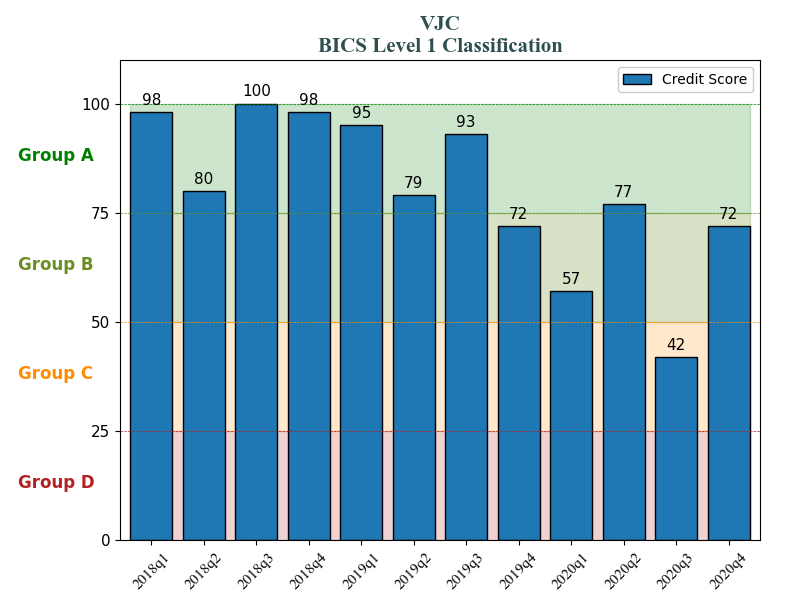 VJC
BICS Level 1 Classification
Credit Score
100
75
50
25
0
Group A
Group B
Group C
Group D
98
80
100
98
95
79
93
72
57
77
42
72
2018q1
2018q2
2018q3
2018q4
2019q1
2019q2
2019q3
2019q4
2020q1
2020q2
2020q3
2020q4